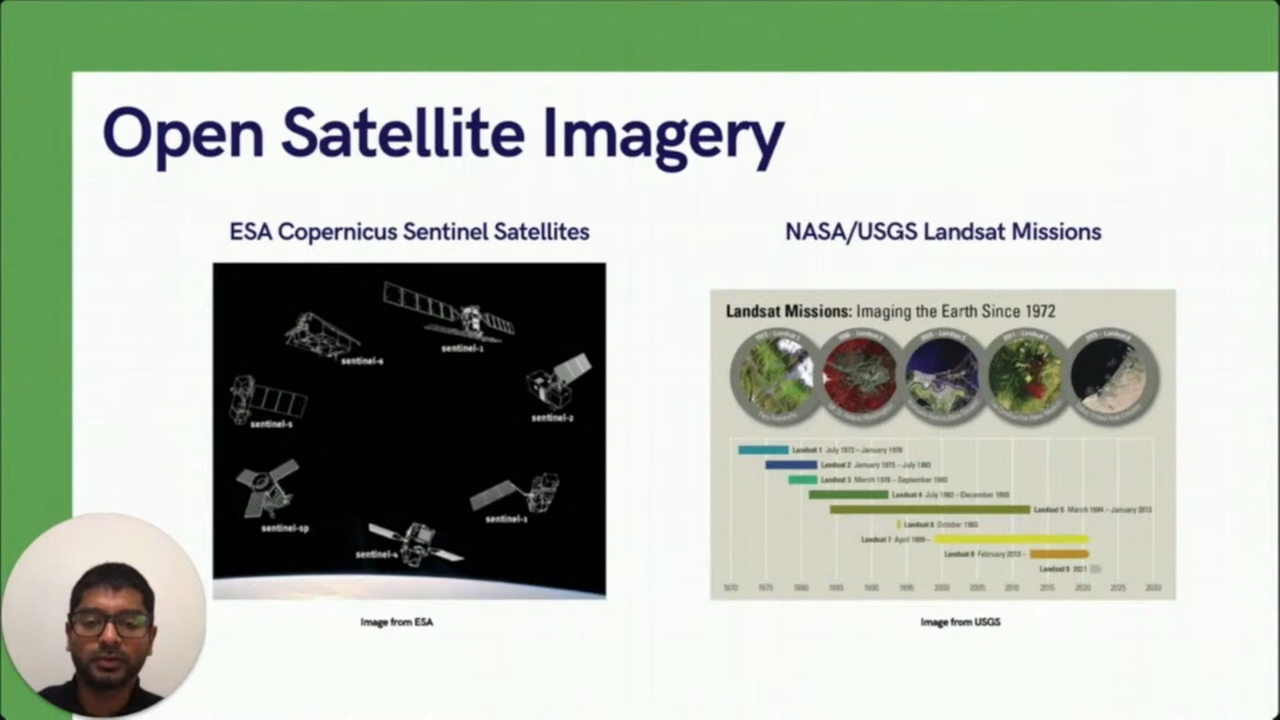 Open Satellite Imagery
ESA Copernicus Sentinel Satellites
NASA/USGS Landsat Missions
sentinel-6
sentinel-1
sentinel-2
sentinel-5
sentinel-5p
sentinel-3
sentinel-4
Image from ESA
Landsat Missions: Imaging the Earth Since 1972
Landsat 1 July 1972 – January 1978
Landsat 2 January 1975 – July 1983
Landsat 3 March 1978 – September 1983
Landsat 4 July 1982 – December 1993
Landsat 5 March 1984 – January 2013
Landsat 6 October 1993
Landsat 7 April 1999 –
Landsat 8 February 2013 –
Landsat 9 2021
1970 1975 1980 1985 1990 1995 2000 2005 2010 2015 2020 2025 2030
Image from USGS